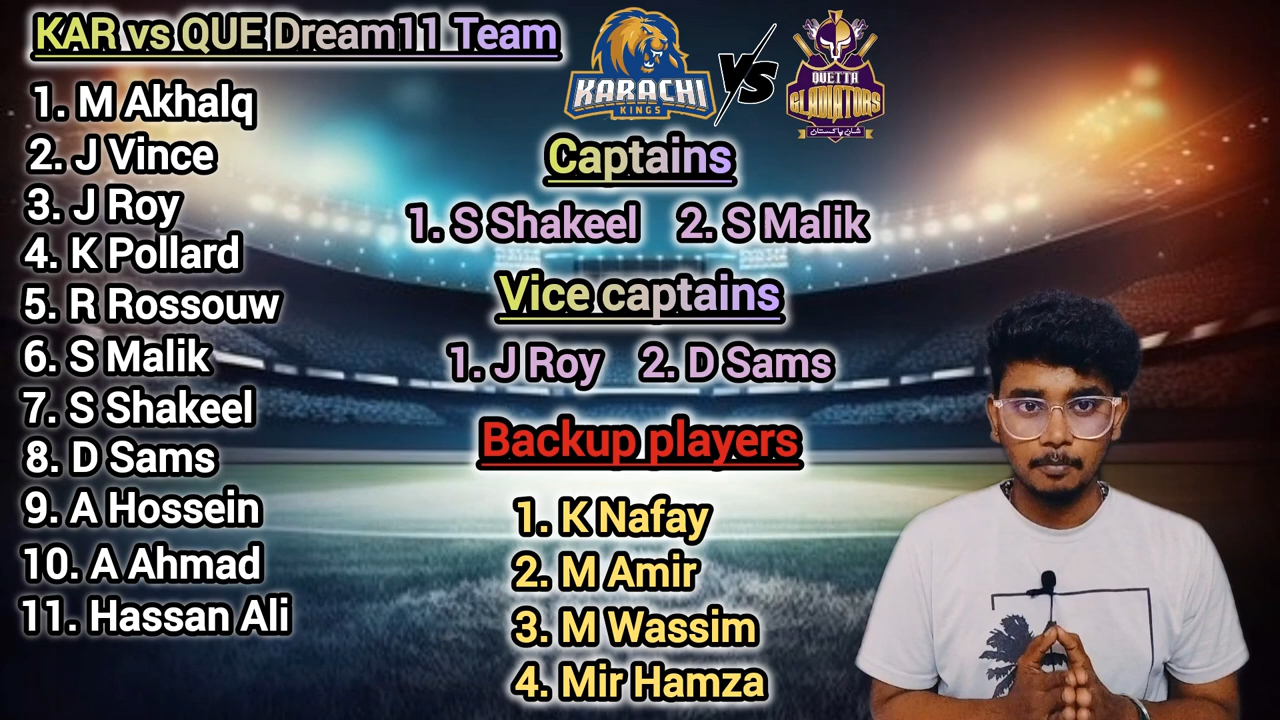 KAR vs QUE Dream11 Team
1. M Akhalq
2. J Vince
3. J Roy
4. K Pollard
5. R Rossouw
6. S Malik
7. S Shakeel
8. D Sams
9. A Hossein
10. A Ahmad
11. Hassan Ali
KARACHI
KINGS
VS
QUETTA
GLADIATORS
شانِ پاکستان
Captains
1. S Shakeel 2. S Malik
Vice captains
1. J Roy 2. D Sams
Backup players
1. K Nafay
2. M Amir
3. M Wassim
4. Mir Hamza